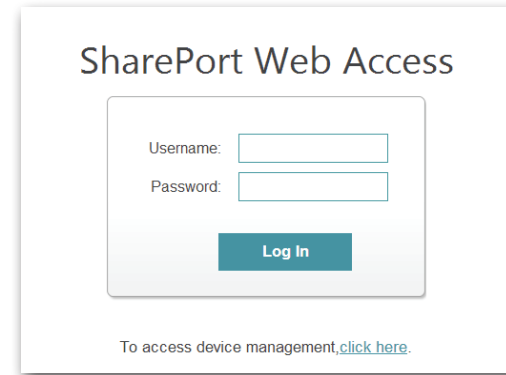 SharePort Web Access
Username:
Password:
Log In
To access device management,click here.